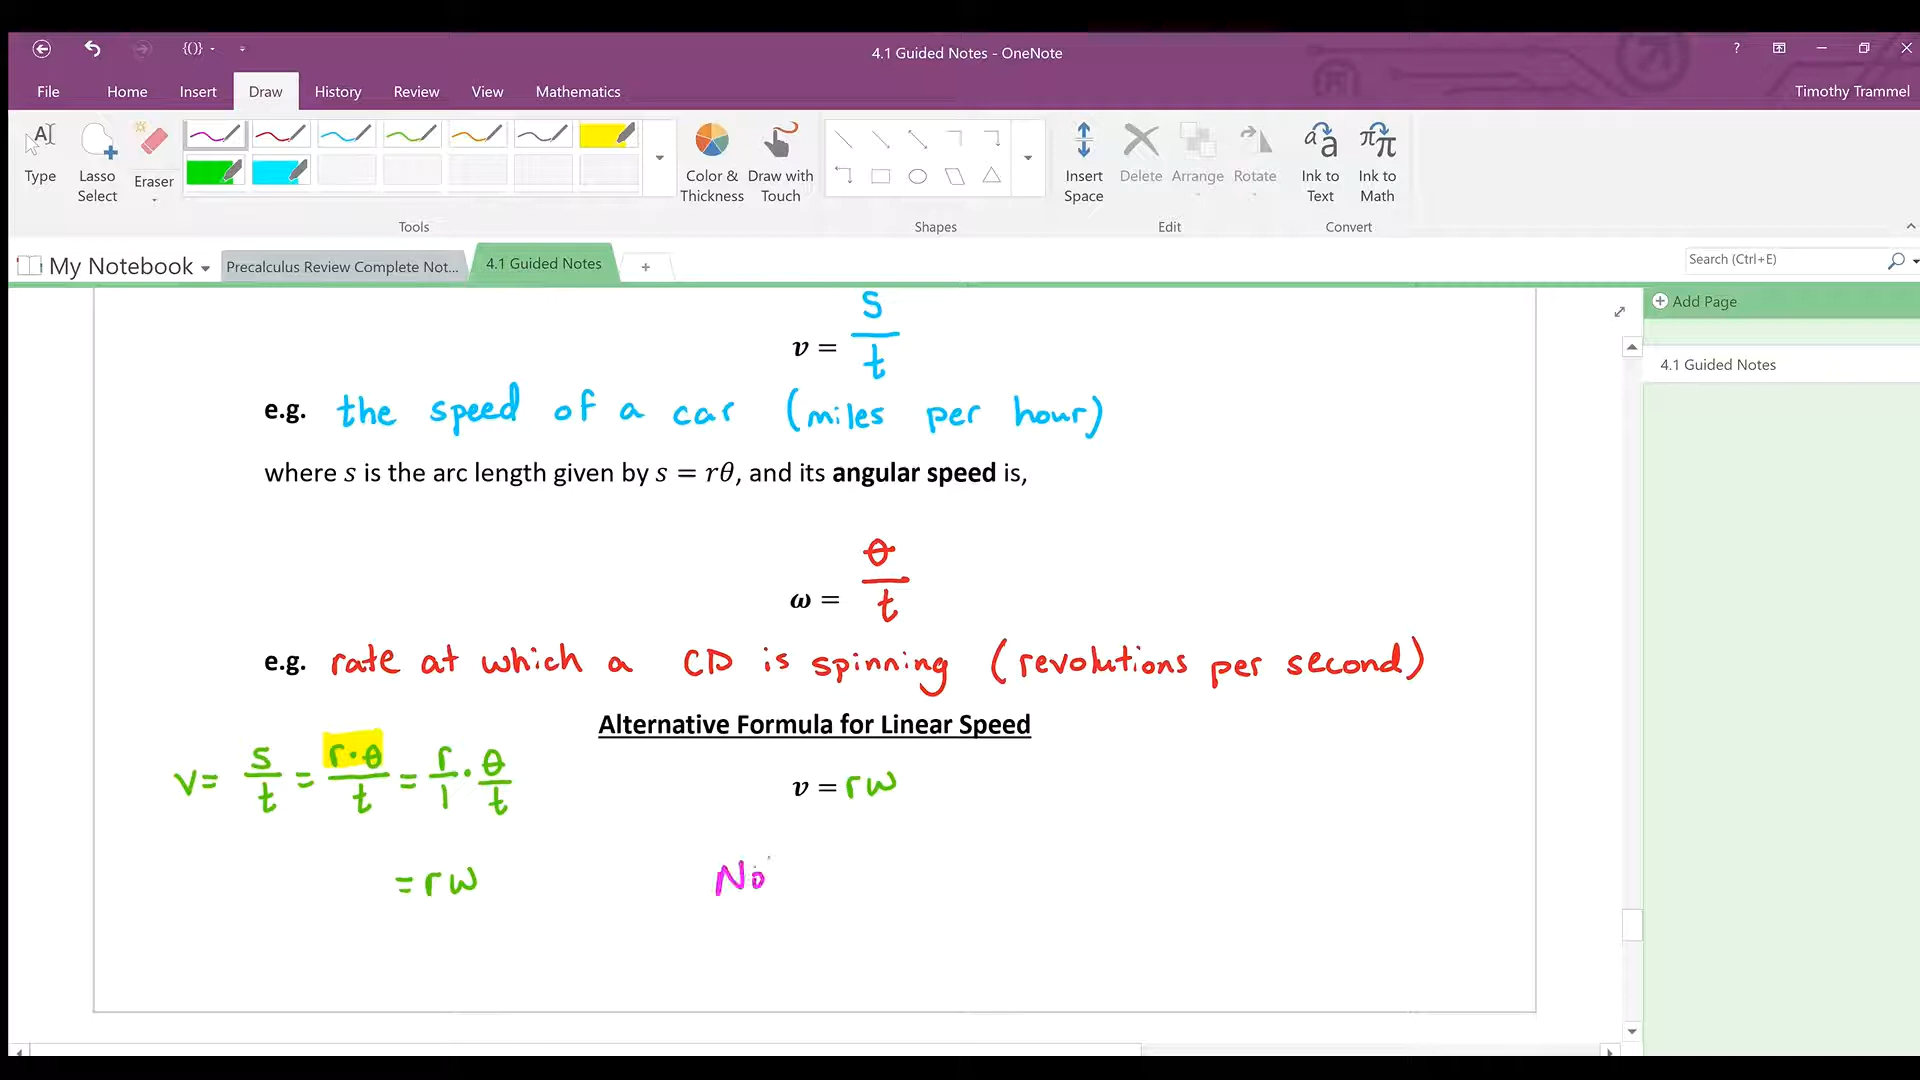 4.1 Guided Notes - OneNote
?
File Home Insert Draw History Review View Mathematics
Timothy Trammel
Type
Lasso Select
Eraser
Color & Thickness
Draw with Touch
Insert Space
Delete
Arrange
Rotate
Ink to Text
Ink to Math
Tools
Shapes
Edit
Convert
My Notebook
Precalculus Review Complete Not...
4.1 Guided Notes
+
Search (Ctrl+E)
Add Page
4.1 Guided Notes
v = s/t
e.g. the speed of a car (miles per hour)
where s is the arc length given by s = rθ, and its angular speed is,
ω = θ/t
e.g. rate at which a CD is spinning (revolutions per second)
Alternative Formula for Linear Speed
v= s/t = r·θ/t = r/1 · θ/t
v = rω
= rω
No